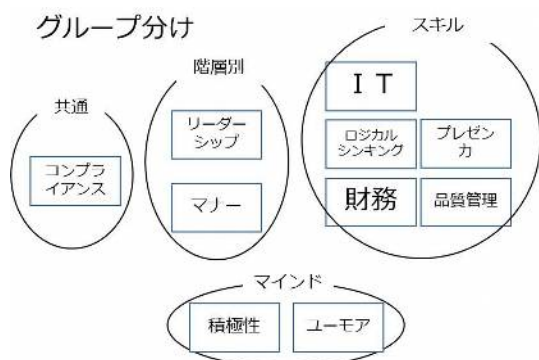 グループ分け
共通
コンプラ
イアンス
階層別
リーダー
シップ
マナー
スキル
ＩＴ
ロジカル
シンキング
プレゼン
力
財務
品質管理
マインド
積極性
ユーモア